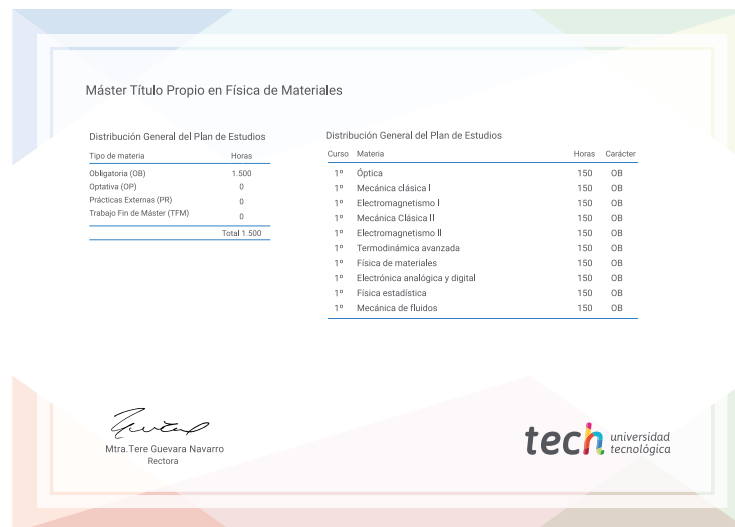 Máster Título Propio en Física de Materiales
Distribución General del Plan de Estudios
Tipo de materia Horas
Obligatoria (OB) 1.500
Optativa (OP) 0
Prácticas Externas (PR) 0
Trabajo Fin de Máster (TFM) 0
Total 1.500
Distribución General del Plan de Estudios
Curso Materia Horas Carácter
1º Óptica 150 OB
1º Mecánica clásica I 150 OB
1º Electromagnetismo I 150 OB
1º Mecánica Clásica II 150 OB
1º Electromagnetismo II 150 OB
1º Termodinámica avanzada 150 OB
1º Física de materiales 150 OB
1º Electrónica analógica y digital 150 OB
1º Física estadística 150 OB
1º Mecánica de fluidos 150 OB
Mtra.Tere Guevara Navarro
Rectora
tech universidad
tecnológica